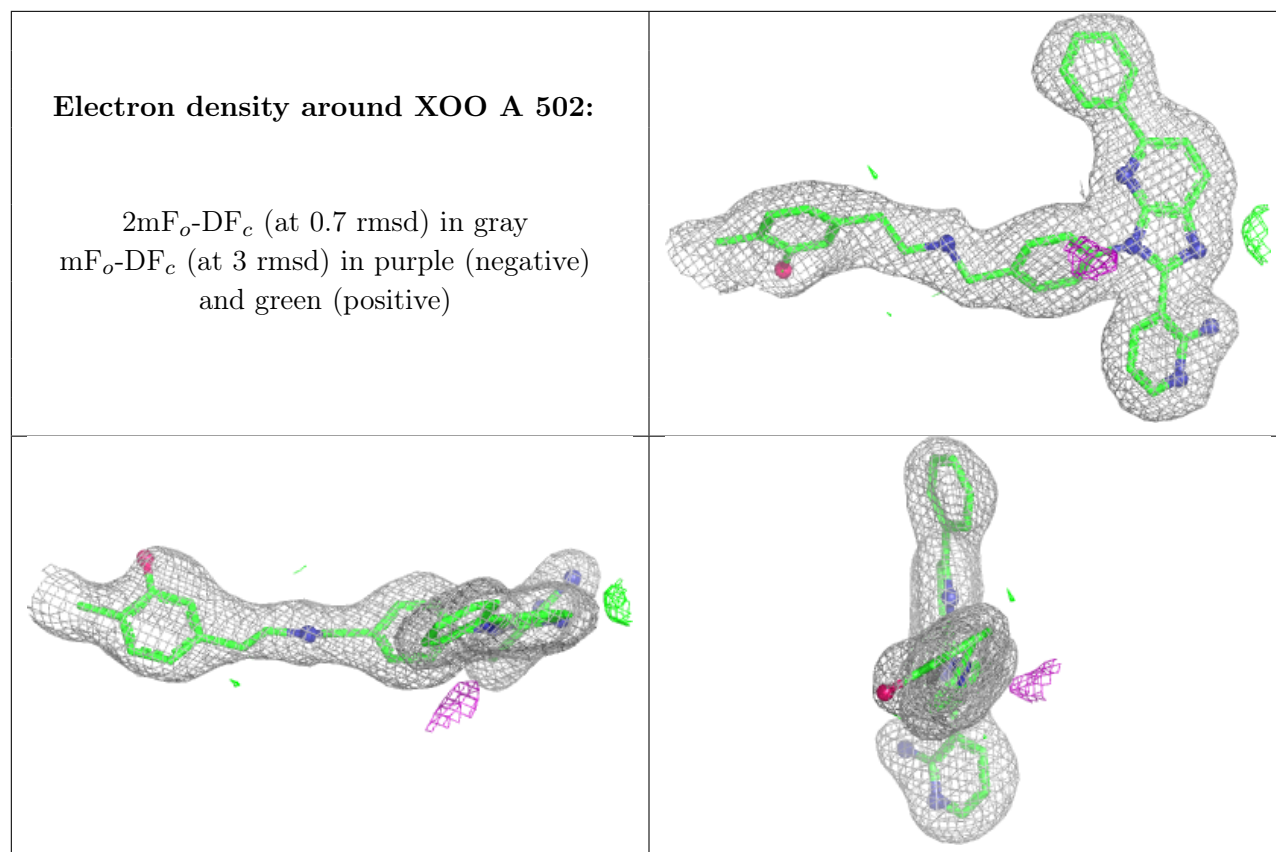 Electron density around XOO A 502:
2mFo-DFc (at 0.7 rmsd) in gray
mFo-DFc (at 3 rmsd) in purple (negative)
and green (positive)